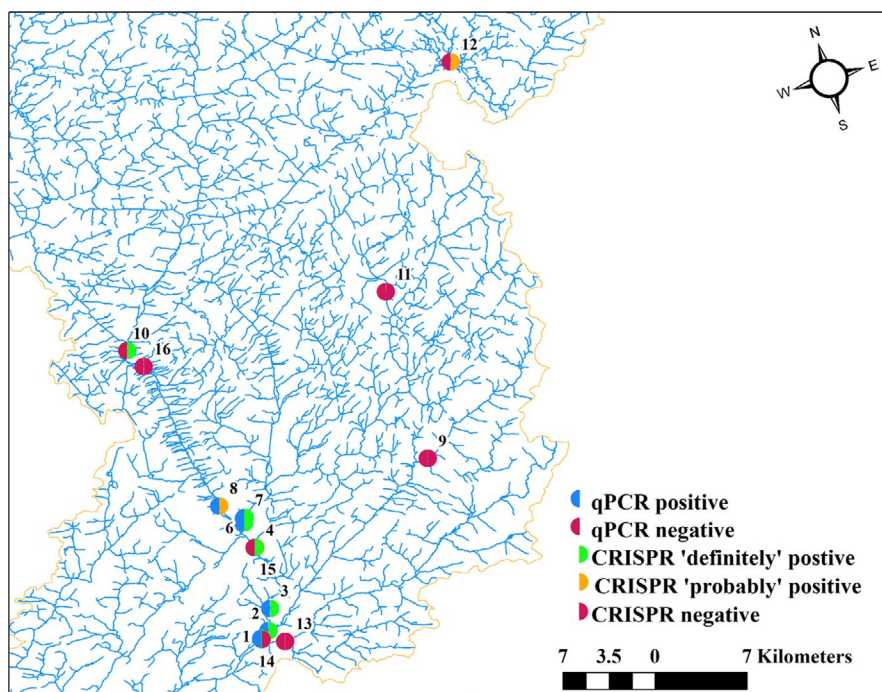 12
N
E
W
S
11
10
16
9
8
7
6
4
15
3
2
1
13
14
qPCR positive
qPCR negative
CRISPR 'definitely' postive
CRISPR 'probably' positive
CRISPR negative
7 3.5 0 7 Kilometers